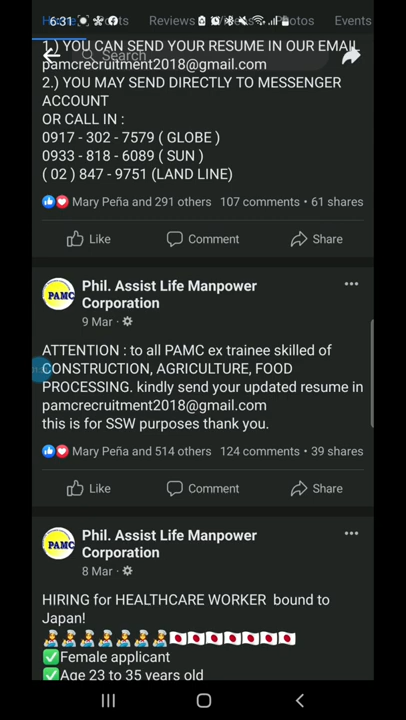 6:31
Home Posts Reviews Videos Photos Events
Search
1.) YOU CAN SEND YOUR RESUME IN OUR EMAIL
pamcrecruitment2018@gmail.com
2.) YOU MAY SEND DIRECTLY TO MESSENGER
ACCOUNT
OR CALL IN :
0917 - 302 - 7579 ( GLOBE )
0933 - 818 - 6089 ( SUN )
( 02 ) 847 - 9751 (LAND LINE)
Mary Peña and 291 others 107 comments • 61 shares
Like Comment Share
PAMC
Phil. Assist Life Manpower
Corporation
9 Mar
ATTENTION : to all PAMC ex trainee skilled of
CONSTRUCTION, AGRICULTURE, FOOD
PROCESSING. kindly send your updated resume in
pamcrecruitment2018@gmail.com
this is for SSW purposes thank you.
Mary Peña and 514 others 124 comments • 39 shares
Like Comment Share
PAMC
Phil. Assist Life Manpower
Corporation
8 Mar
HIRING for HEALTHCARE WORKER bound to
Japan!
Female applicant
Age 23 to 35 years old